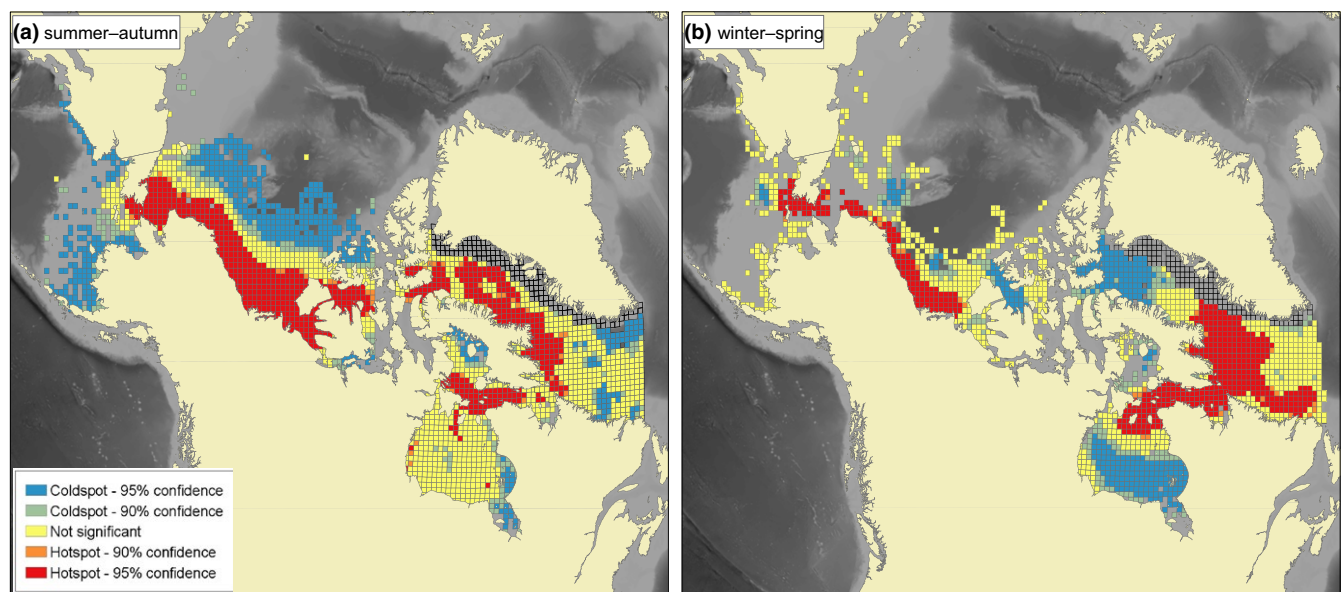 (a) summer–autumn
(b) winter–spring
Coldspot - 95% confidence
Coldspot - 90% confidence
Not significant
Hotspot - 90% confidence
Hotspot - 95% confidence